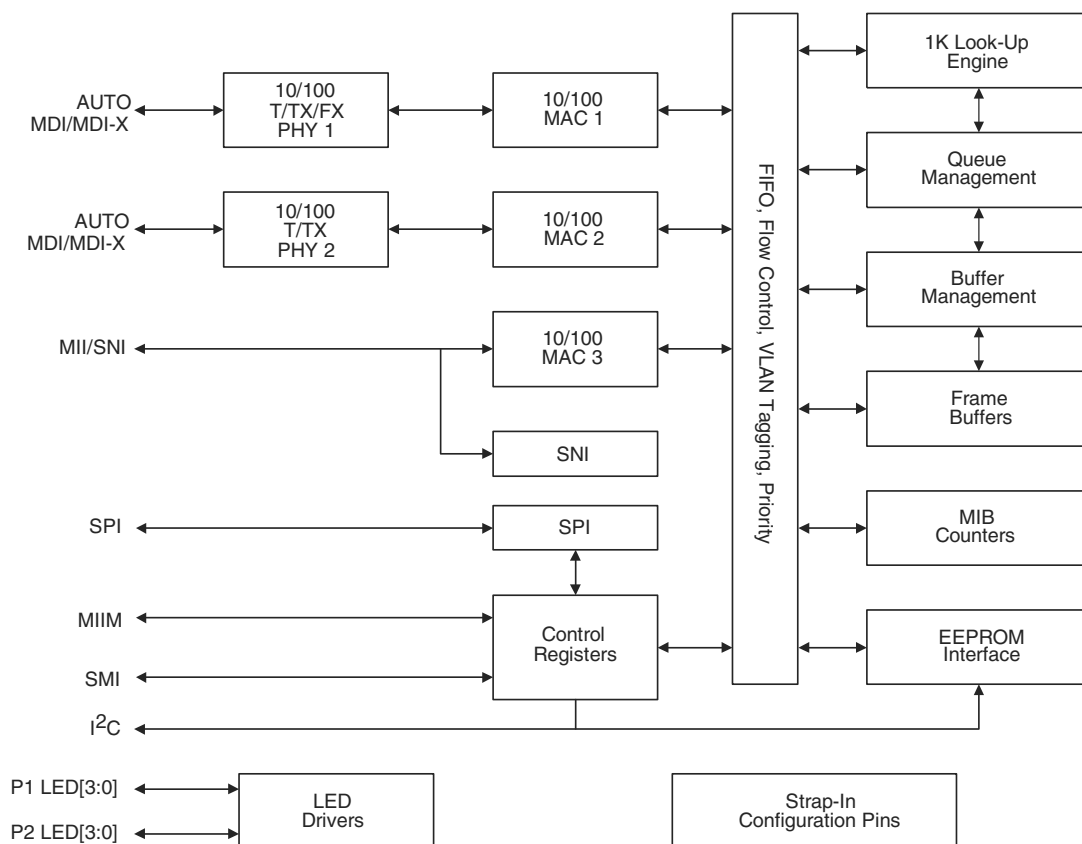 AUTO
MDI/MDI-X
10/100
T/TX/FX
PHY 1
10/100
MAC 1
AUTO
MDI/MDI-X
10/100
T/TX
PHY 2
10/100
MAC 2
MII/SNI
10/100
MAC 3
SNI
SPI
SPI
MIIM
SMI
Control
Registers
I²C
FIFO, Flow Control, VLAN Tagging, Priority
1K Look-Up
Engine
Queue
Management
Buffer
Management
Frame
Buffers
MIB
Counters
EEPROM
Interface
P1 LED[3:0]
P2 LED[3:0]
LED
Drivers
Strap-In
Configuration Pins